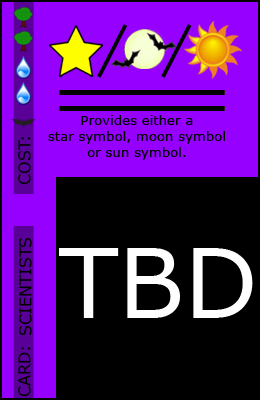 Provides either a
star symbol, moon symbol
or sun symbol.
COST:
CARD: SCIENTISTS
TBD